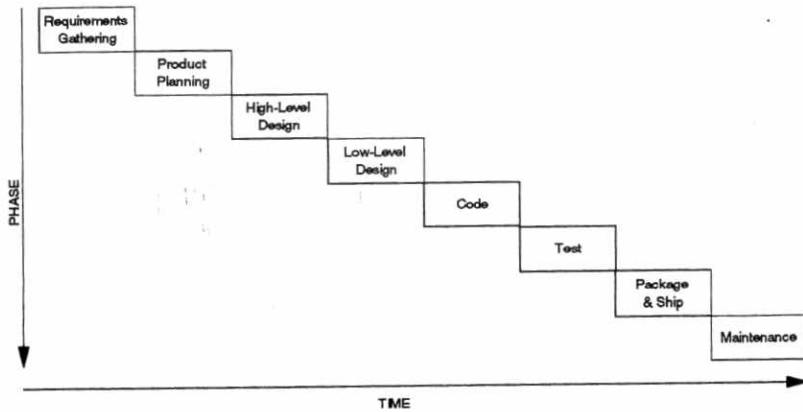 Requirements
Gathering
Product
Planning
High-Level
Design
Low-Level
Design
Code
Test
Package
& Ship
Maintenance
PHASE
TIME